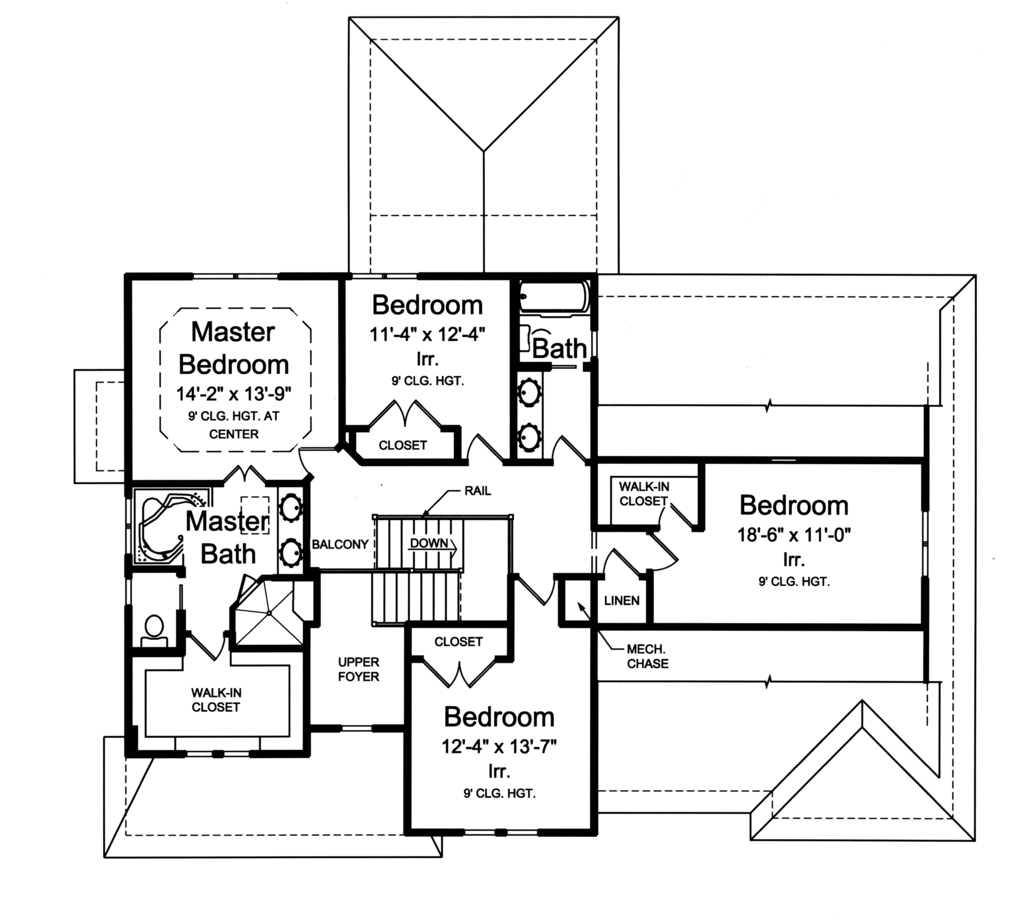 Master
Bedroom
14'-2" x 13'-9"
9' CLG. HGT. AT
CENTER
Bedroom
11'-4" x 12'-4"
Irr.
9' CLG. HGT.
CLOSET
Bath
RAIL
BALCONY
DOWN
WALK-IN
CLOSET
Bedroom
18'-6" x 11'-0"
Irr.
9' CLG. HGT.
Master
Bath
LINEN
MECH.
CHASE
CLOSET
UPPER
FOYER
WALK-IN
CLOSET
Bedroom
12'-4" x 13'-7"
Irr.
9' CLG. HGT.